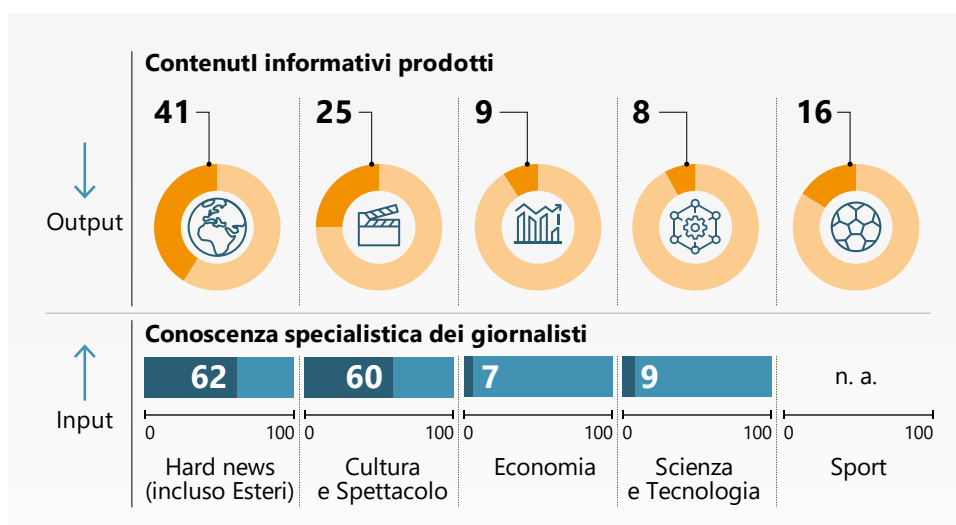 ContenutI informativi prodotti
41 25 9 8 16
Output
Conoscenza specialistica dei giornalisti
62 60 7 9 n. a.
Input
0 100 0 100 0 100 0 100 0 100
Hard news Cultura Economia Scienza Sport
(incluso Esteri) e Spettacolo e Tecnologia